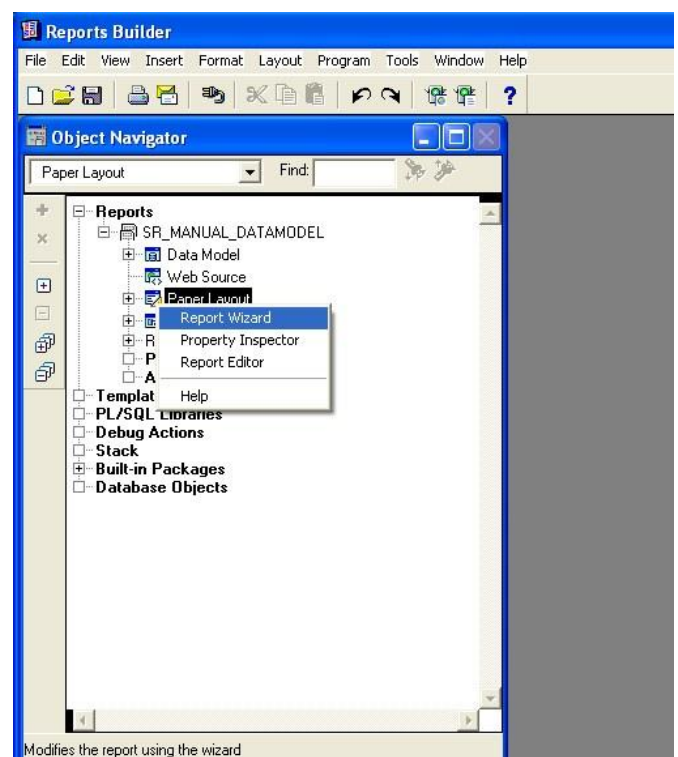 Reports Builder
File Edit View Insert Format Layout Program Tools Window Help
Object Navigator
Paper Layout Find:
Reports
SR_MANUAL_DATAMODEL
Data Model
Web Source
Paper Layout
Report Wizard
R Property Inspector
P Report Editor
A
Templat Help
PL/SQL Libraries
Debug Actions
Stack
Built-in Packages
Database Objects
Modifies the report using the wizard